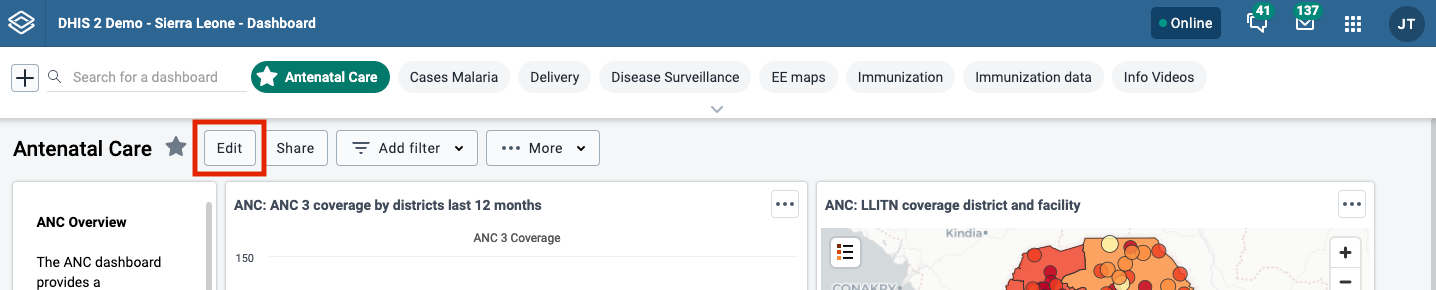 DHIS 2 Demo - Sierra Leone - Dashboard
Online
41
137
JT
Search for a dashboard
Antenatal Care
Cases Malaria
Delivery
Disease Surveillance
EE maps
Immunization
Immunization data
Info Videos
Antenatal Care
Edit
Share
Add filter
More
ANC Overview
The ANC dashboard
provides a
ANC: ANC 3 coverage by districts last 12 months
ANC 3 Coverage
150
ANC: LLITN coverage district and facility
Kindia
CONAKRY